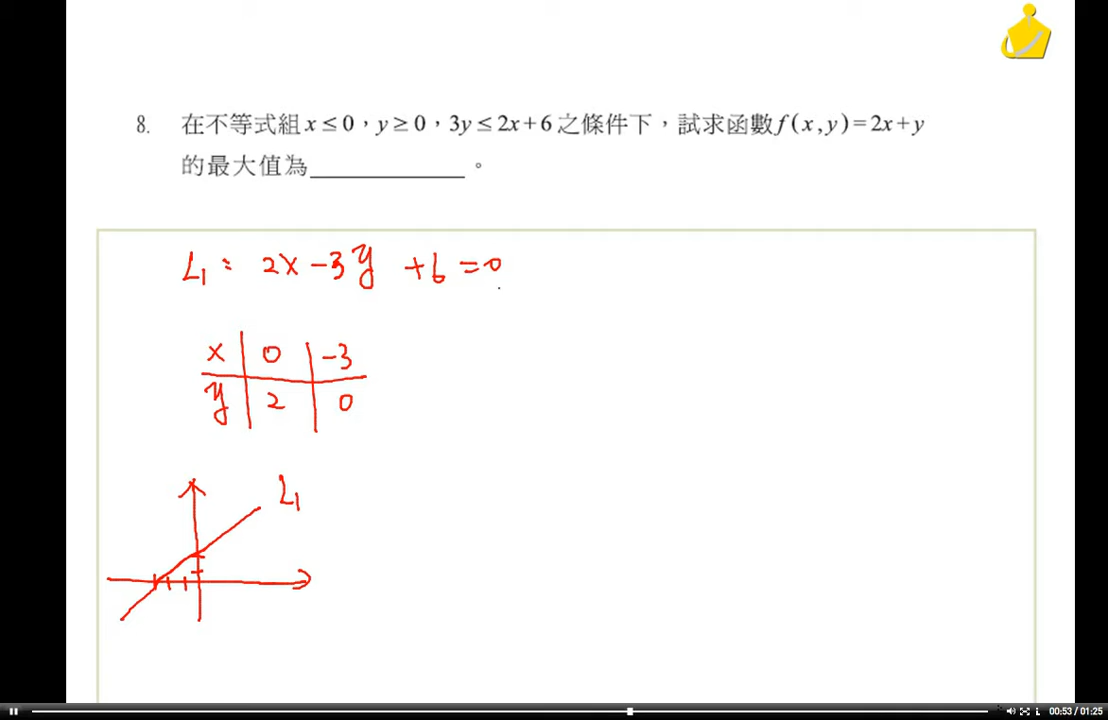 8. 在不等式組x≤0,y≥0,3y≤2x+6之條件下,試求函數f(x,y)=2x+y
的最大值為____________。
L₁: 2x-3y+6=0
x 0 -3
y 2 0
L₁
00:53 / 01:25